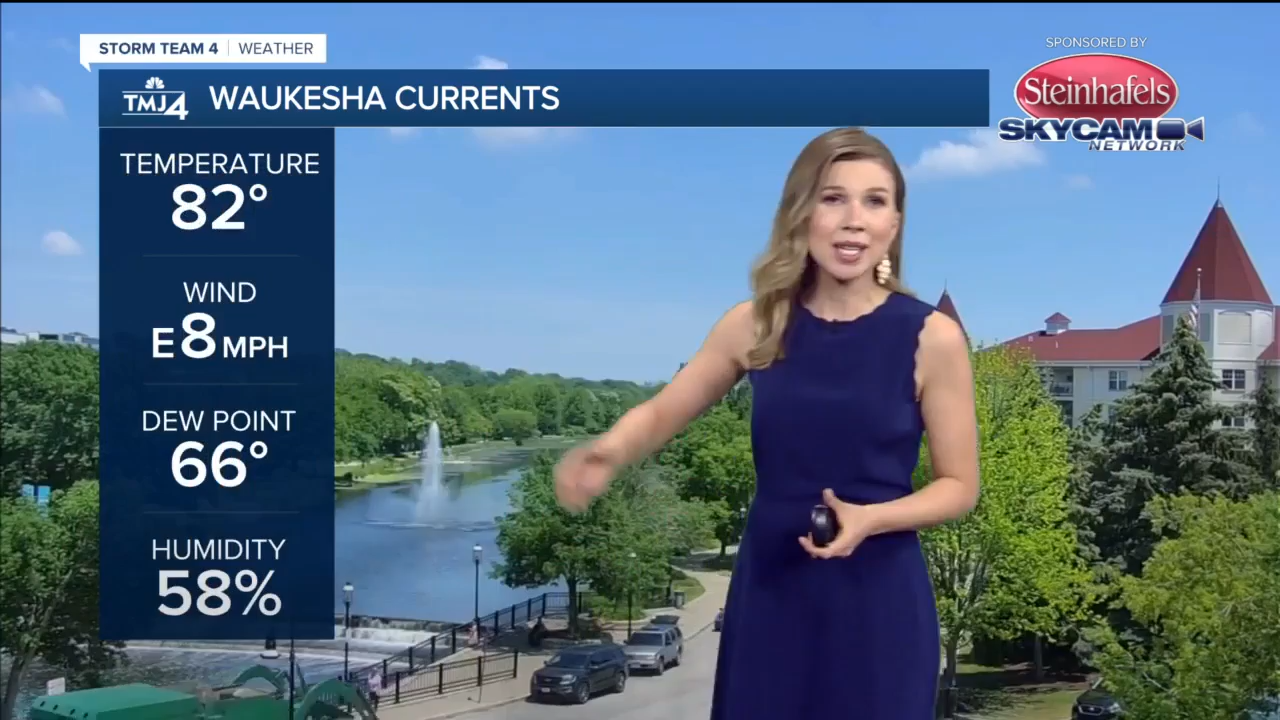 STORM TEAM 4 | WEATHER
TMJ4
WAUKESHA CURRENTS
SPONSORED BY
Steinhafels
SKYCAM
NETWORK
TEMPERATURE
82°
WIND
E 8 MPH
DEW POINT
66°
HUMIDITY
58%